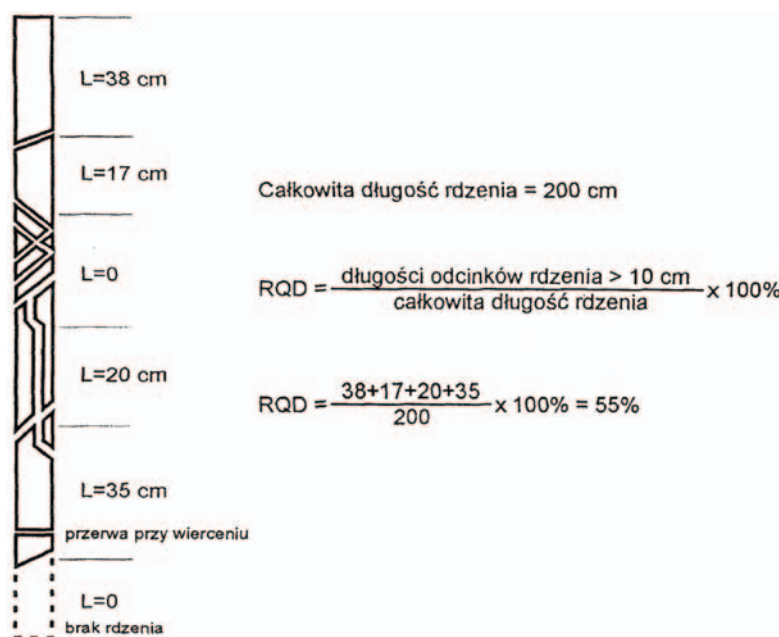 L=38 cm
L=17 cm
Całkowita długość rdzenia = 200 cm
L=0
RQD = długości odcinków rdzenia > 10 cm x 100%
całkowita długość rdzenia
L=20 cm
RQD = 38+17+20+35 x 100% = 55%
200
L=35 cm
przerwa przy wierceniu
L=0
brak rdzenia